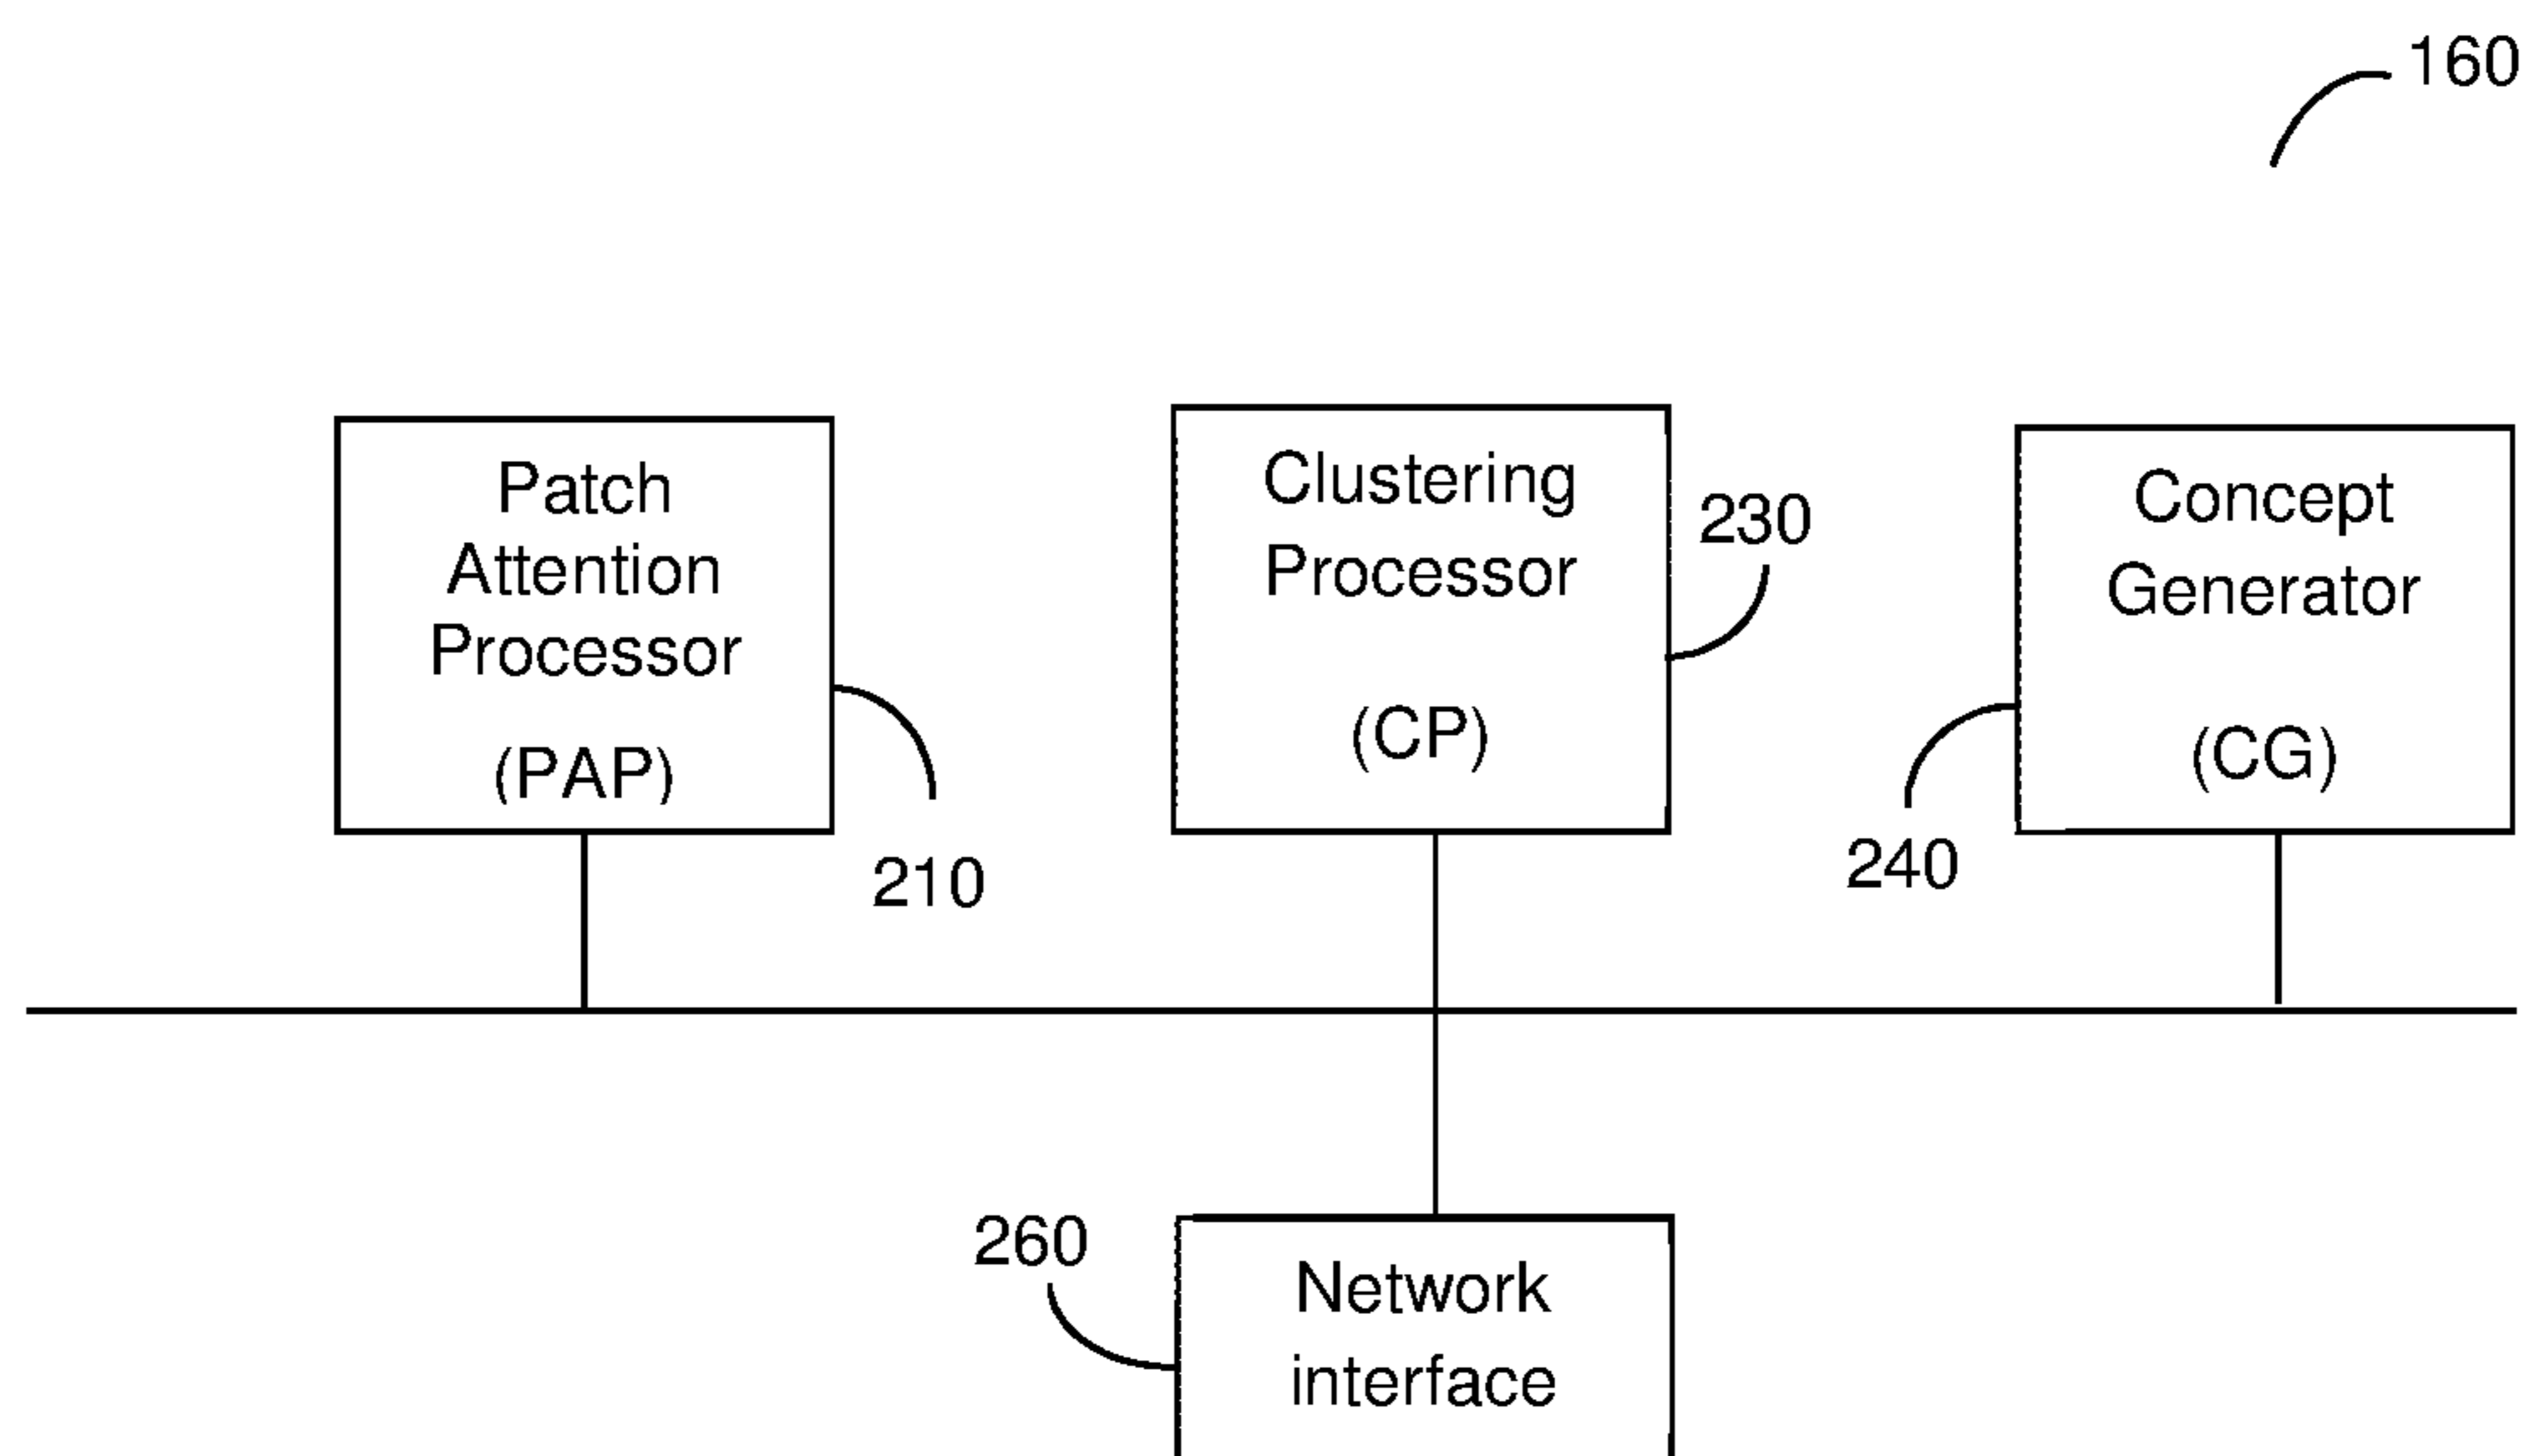 160
Patch
Attention
Processor
(PAP)
210
Clustering
Processor
(CP)
230
Concept
Generator
(CG)
240
260
Network
interface